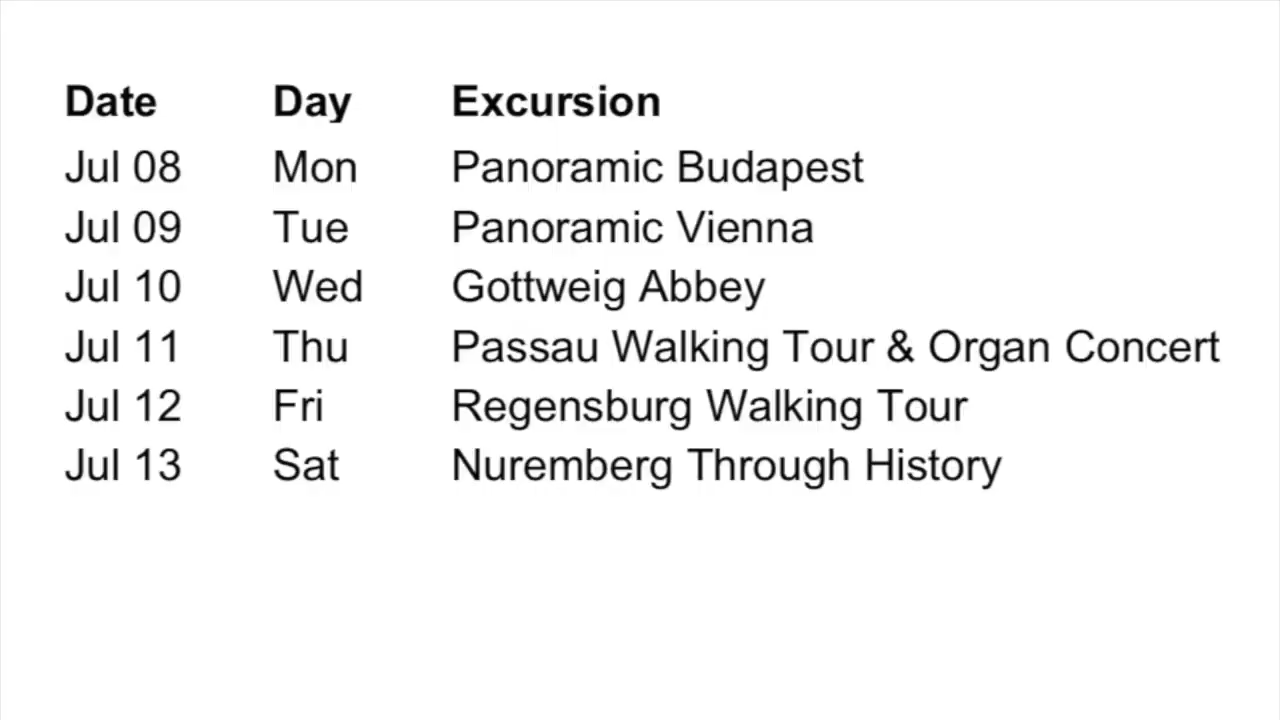 Date Day Excursion
Jul 08 Mon Panoramic Budapest
Jul 09 Tue Panoramic Vienna
Jul 10 Wed Gottweig Abbey
Jul 11 Thu Passau Walking Tour & Organ Concert
Jul 12 Fri Regensburg Walking Tour
Jul 13 Sat Nuremberg Through History